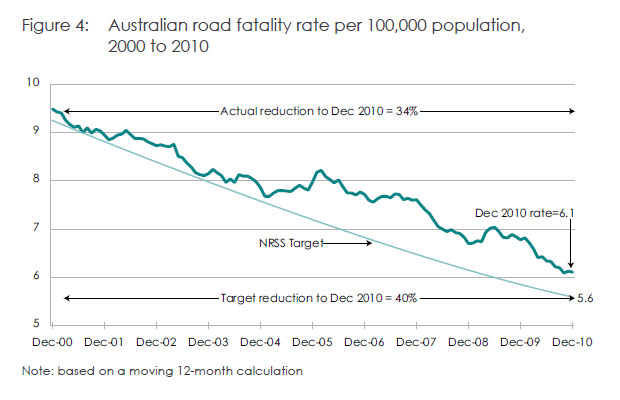 Figure 4: Australian road fatality rate per 100,000 population,
2000 to 2010
10
Actual reduction to Dec 2010 = 34%
9
8
Dec 2010 rate=6.1
7
NRSS Target
6
Target reduction to Dec 2010 = 40%
5.6
5
Dec-00 Dec-01 Dec-02 Dec-03 Dec-04 Dec-05 Dec-06 Dec-07 Dec-08 Dec-09 Dec-10
Note: based on a moving 12-month calculation